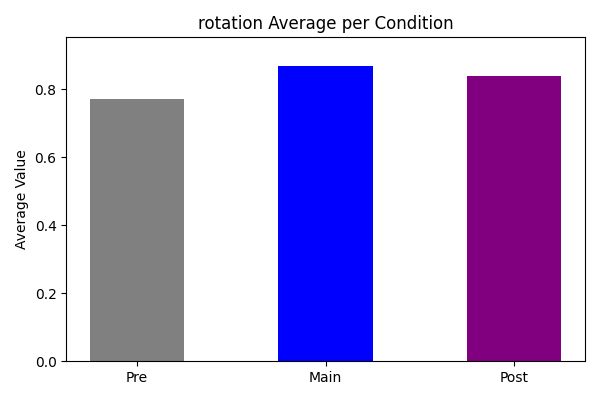 rotation Average per Condition
Average Value
0.8
0.6
0.4
0.2
0.0
Pre
Main
Post